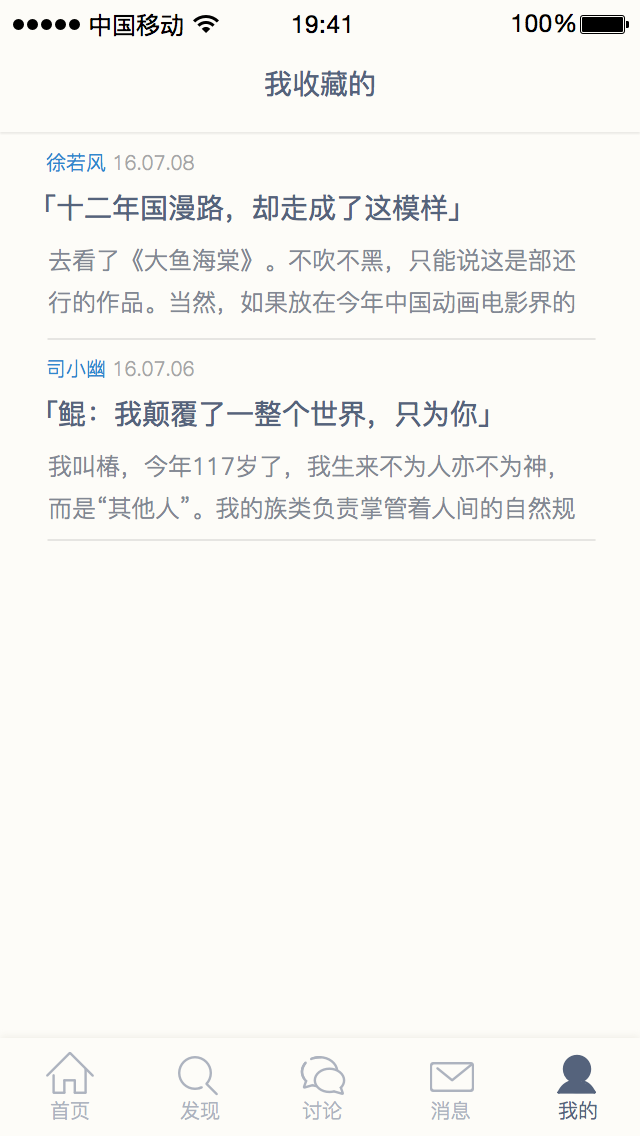 中国移动 19:41 100%
我收藏的
徐若风 16.07.08
「十二年国漫路，却走成了这模样」
去看了《大鱼海棠》。不吹不黑，只能说这是部还
行的作品。当然，如果放在今年中国动画电影界的
司小幽 16.07.06
「鲲：我颠覆了一整个世界，只为你」
我叫椿，今年117岁了，我生来不为人亦不为神，
而是“其他人”。我的族类负责掌管着人间的自然规
首页 发现 讨论 消息 我的